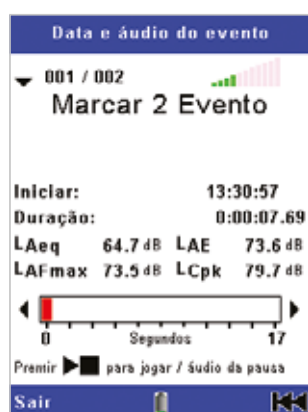 Data e áudio do evento
001 / 002
Marcar 2 Evento
Iniciar: 13:30:57
Duração: 0:00:07.69
LAeq 64.7 dB LAE 73.6 dB
LAFmax 73.5 dB LCpk 79.7 dB
0 Segundos 17
Premir ▶■ para jogar / áudio da pausa
Sair